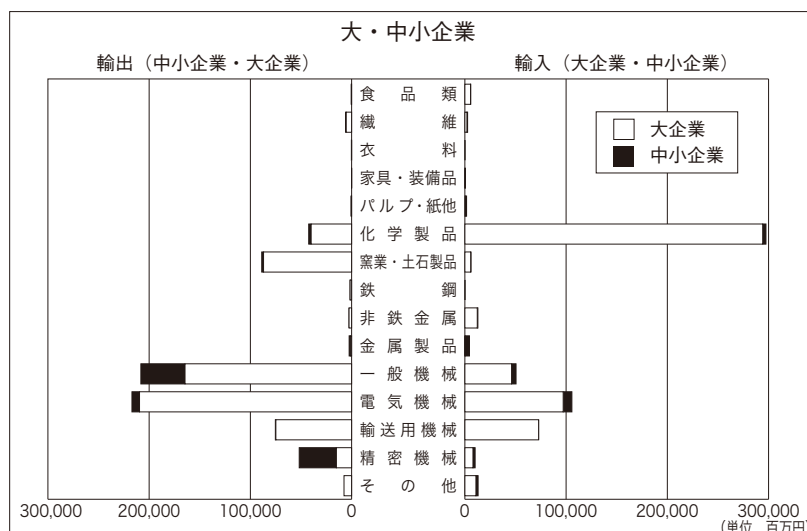 大・中小企業
輸出（中小企業・大企業）
輸入（大企業・中小企業）
大企業
中小企業
食品類
繊維
衣料
家具・装備品
パルプ・紙他
化学製品
窯業・土石製品
鉄鋼
非鉄金属
金属製品
一般機械
電気機械
輸送用機械
精密機械
その他
300,000 200,000 100,000 0 0 100,000 200,000 300,000
（単位 百万円）